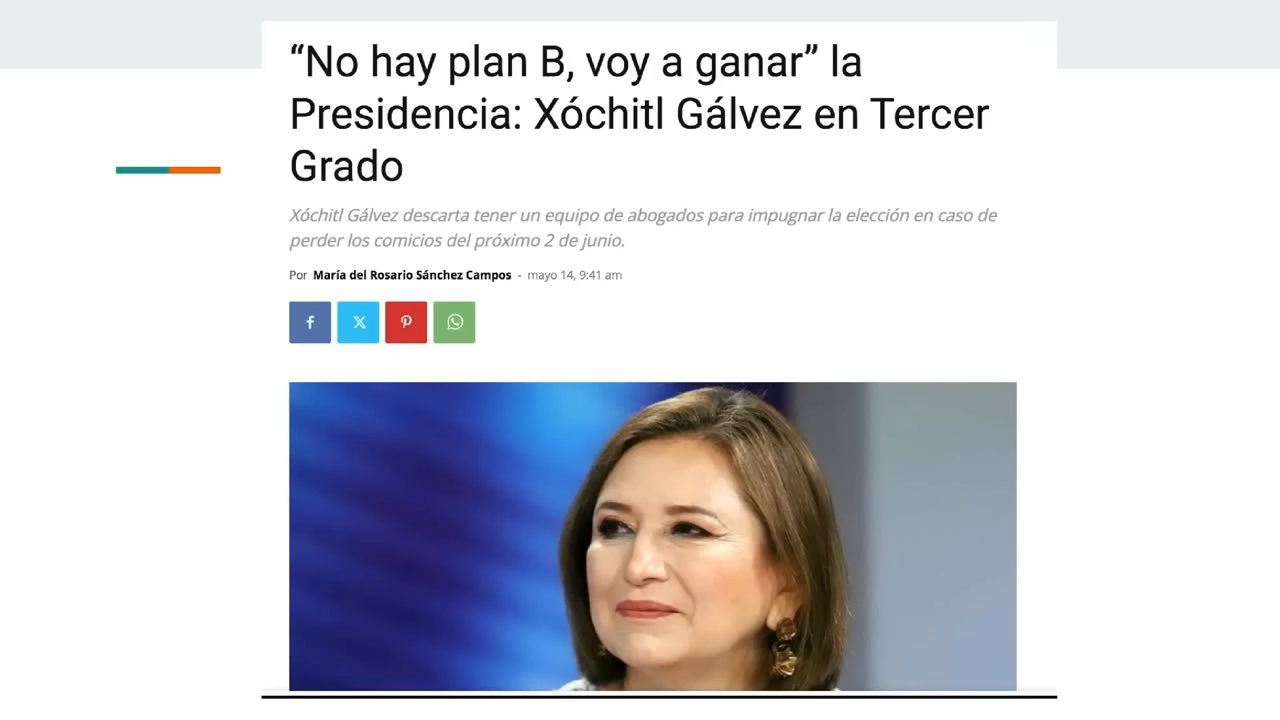 “No hay plan B, voy a ganar” la
Presidencia: Xóchitl Gálvez en Tercer
Grado
Xóchitl Gálvez descarta tener un equipo de abogados para impugnar la elección en caso de
perder los comicios del próximo 2 de junio.
Por María del Rosario Sánchez Campos - mayo 14, 9:41 am